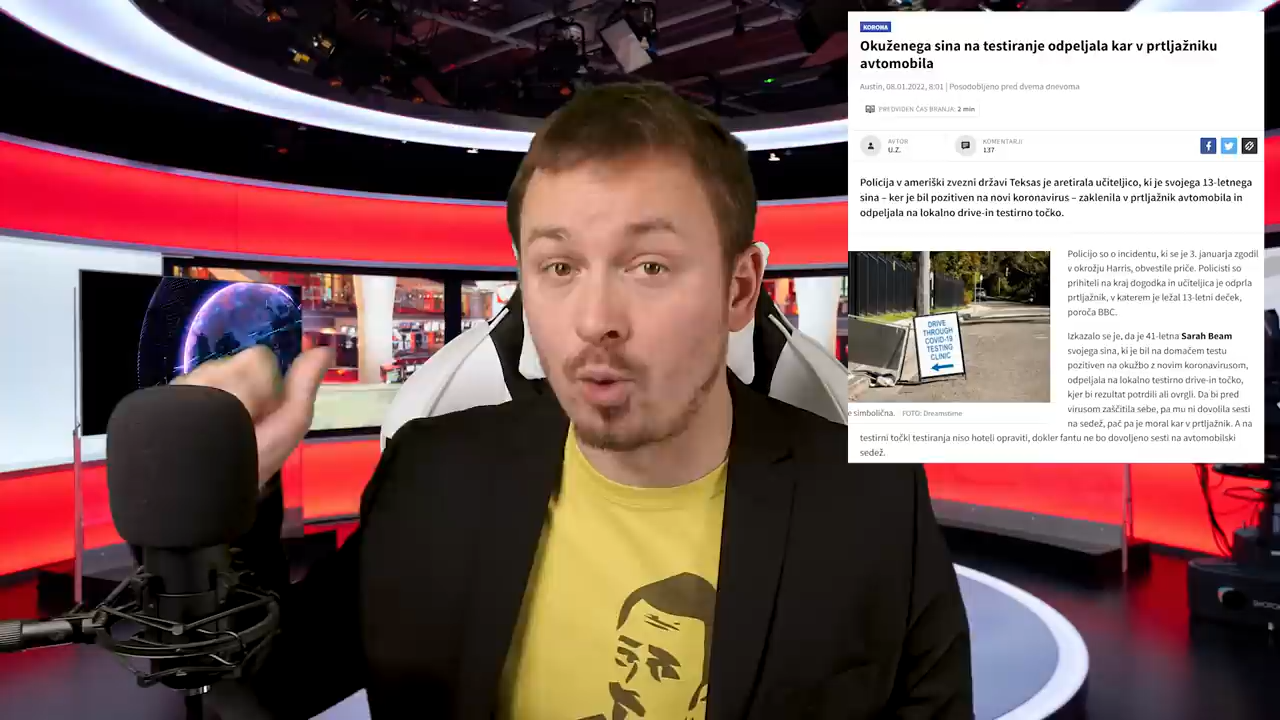 KORONA
Okuženega sina na testiranje odpeljala kar v prtljažniku
avtomobila
Austin, 08.01.2022, 8;01 | Posodobljeno pred dvema dnevoma
PREDVIDEN ČAS BRANJA: 2 min
AVTOR
U.Z.
KOMENTARJI
137
Policija v ameriški zvezni državi Teksas je aretirala učiteljico, ki je svojega 13-letnega
sina – ker je bil pozitiven na novi koronavirus – zaklenila v prtljažnik avtomobila in
odpeljala na lokalno drive-in testirno točko.
DRIVE
THROUGH
COVID-19
TESTING
CLINIC
e simbolična. FOTO: Dreamstime
Policijo so o incidentu, ki se je 3. januarja zgodil
v okrožju Harris, obvestile priče. Policisti so
prihiteli na kraj dogodka in učiteljica je odprla
prtljažnik, v katerem je ležal 13-letni deček,
poroča BBC.
Izkazalo se je, da je 41-letna Sarah Beam
svojega sina, ki je bil na domačem testu
pozitiven na okužbo z novim koronavirusom,
odpeljala na lokalno testirno drive-in točko,
kjer bi rezultat potrdili ali ovrgli. Da bi pred
virusom zaščitila sebe, pa mu ni dovolila sesti
na sedež, pač pa je moral kar v prtljažnik. A na
testirni točki testiranja niso hoteli opraviti, dokler fantu ne bo dovoljeno sesti na avtomobilski
sedež.